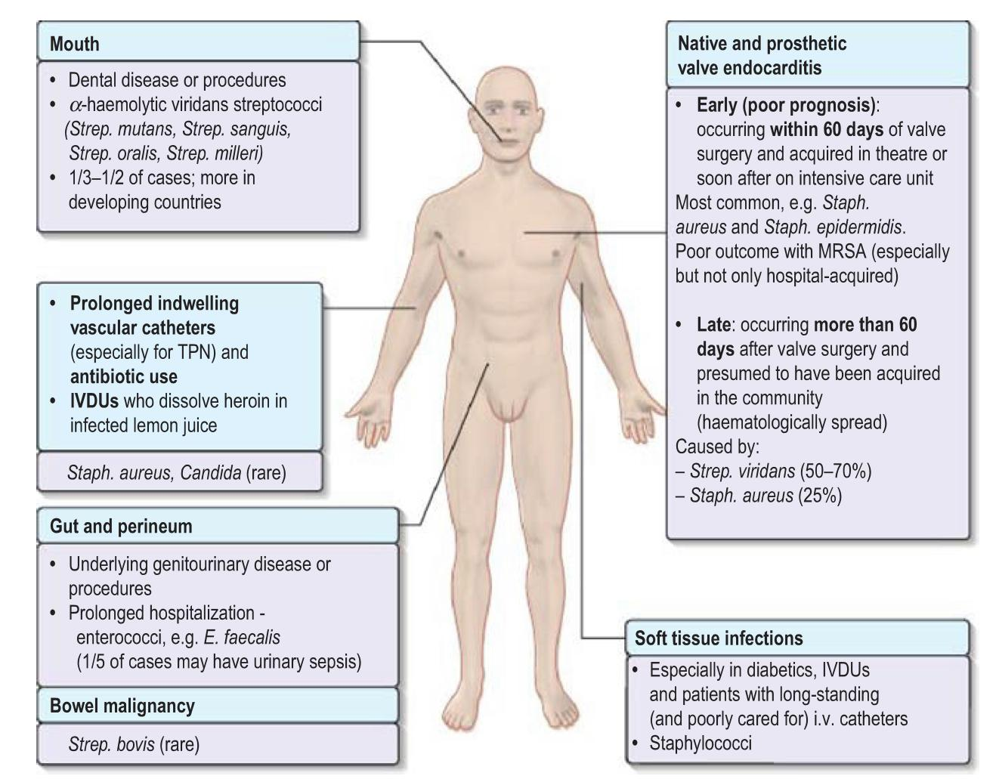 Mouth
• Dental disease or procedures
• α-haemolytic viridans streptococci
(Strep. mutans, Strep. sanguis,
Strep. oralis, Strep. milleri)
• 1/3–1/2 of cases; more in
developing countries
• Prolonged indwelling
vascular catheters
(especially for TPN) and
antibiotic use
• IVDUs who dissolve heroin in
infected lemon juice
Staph. aureus, Candida (rare)
Gut and perineum
• Underlying genitourinary disease or
procedures
• Prolonged hospitalization -
enterococci, e.g. E. faecalis
(1/5 of cases may have urinary sepsis)
Bowel malignancy
Strep. bovis (rare)
Native and prosthetic
valve endocarditis
• Early (poor prognosis):
occurring within 60 days of valve
surgery and acquired in theatre or
soon after on intensive care unit
Most common, e.g. Staph.
aureus and Staph. epidermidis.
Poor outcome with MRSA (especially
but not only hospital-acquired)
• Late: occurring more than 60
days after valve surgery and
presumed to have been acquired
in the community
(haematologically spread)
Caused by:
– Strep. viridans (50–70%)
– Staph. aureus (25%)
Soft tissue infections
• Especially in diabetics, IVDUs
and patients with long-standing
(and poorly cared for) i.v. catheters
• Staphylococci